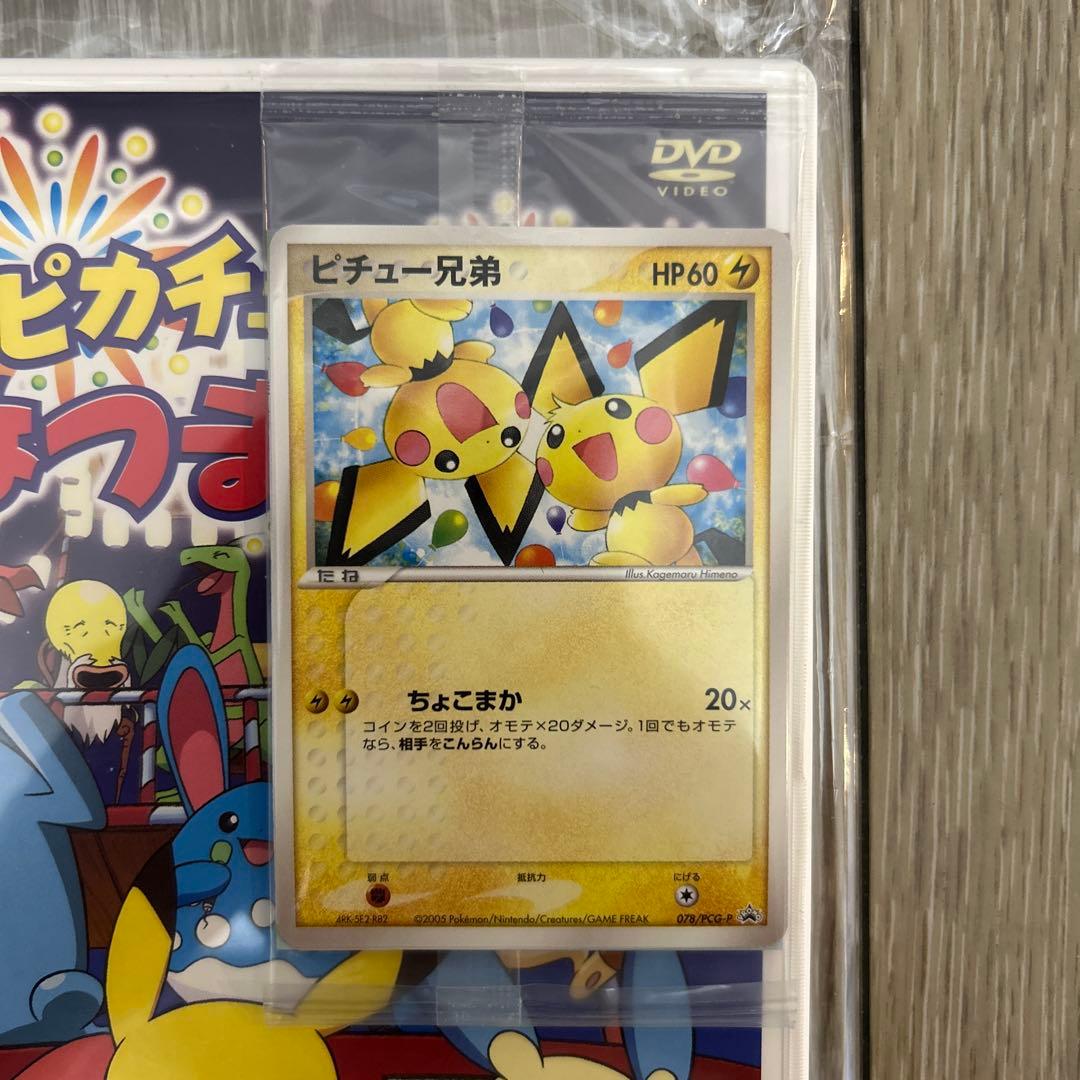 DVD
VIDEO
ピカチュ
まつ
ピチュー兄弟
HP60
たね
Illus. Kagemaru Himeno
ちょこまか
20×
コインを2回投げ、オモテ×20ダメージ。1回でもオモテ
なら、相手をこんらんにする。
弱点
抵抗力
にげる
4RK-5E2-RB2
©2005 Pokémon/Nintendo/Creatures/GAME FREAK
078/PCG-P